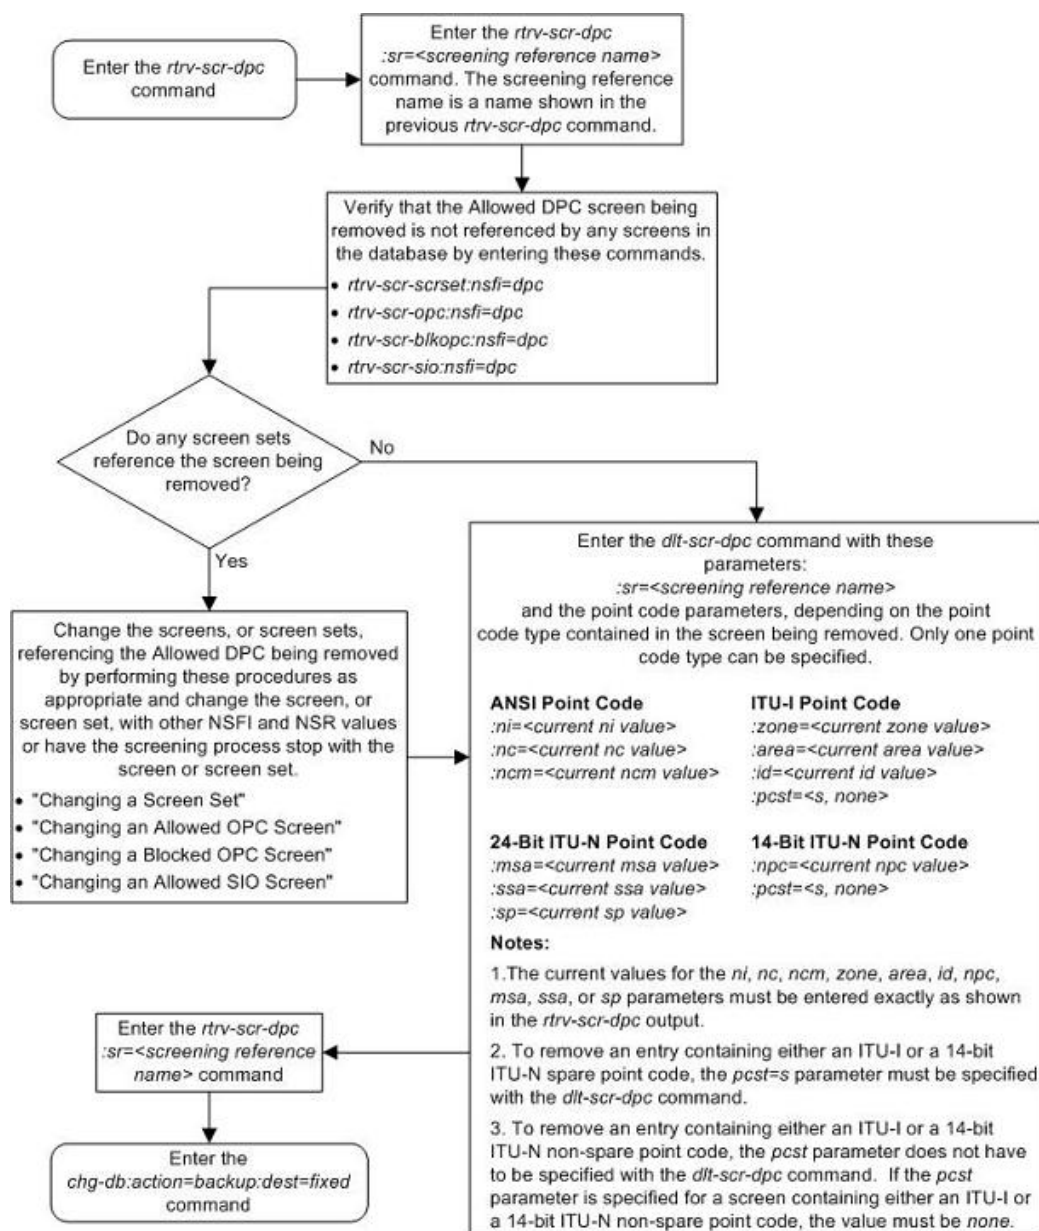 Enter the rtrv-scr-dpc
command
Enter the rtrv-scr-dpc
:sr=<screening reference name>
command. The screening reference
name is a name shown in the
previous rtrv-scr-dpc command.
Verify that the Allowed DPC screen being
removed is not referenced by any screens in
the database by entering these commands.
• rtrv-scr-scrset:nsfi=dpc
• rtrv-scr-opc:nsfi=dpc
• rtrv-scr-blkopc:nsfi=dpc
• rtrv-scr-sio:nsfi=dpc
Do any screen sets
reference the screen being
removed?
No
Yes
Change the screens, or screen sets,
referencing the Allowed DPC being removed
by performing these procedures as
appropriate and change the screen, or
screen set, with other NSFI and NSR values
or have the screening process stop with the
screen or screen set.
• "Changing a Screen Set"
• "Changing an Allowed OPC Screen"
• "Changing a Blocked OPC Screen"
• "Changing an Allowed SIO Screen"
Enter the dlt-scr-dpc command with these
parameters:
:sr=<screening reference name>
and the point code parameters, depending on the point
code type contained in the screen being removed. Only one point
code type can be specified.
ANSI Point Code
:ni=<current ni value>
:nc=<current nc value>
:ncm=<current ncm value>
ITU-I Point Code
:zone=<current zone value>
:area=<current area value>
:id=<current id value>
:pcst=<s, none>
24-Bit ITU-N Point Code
:msa=<current msa value>
:ssa=<current ssa value>
:sp=<current sp value>
14-Bit ITU-N Point Code
:npc=<current npc value>
:pcst=<s, none>
Notes:
1.The current values for the ni, nc, ncm, zone, area, id, npc,
msa, ssa, or sp parameters must be entered exactly as shown
in the rtrv-scr-dpc output.
2. To remove an entry containing either an ITU-I or a 14-bit
ITU-N spare point code, the pcst=s parameter must be specified
with the dlt-scr-dpc command.
3. To remove an entry containing either an ITU-I or a 14-bit
ITU-N non-spare point code, the pcst parameter does not have
to be specified with the dlt-scr-dpc command. If the pcst
parameter is specified for a screen containing either an ITU-I or
a 14-bit ITU-N non-spare point code, the value must be none.
Enter the rtrv-scr-dpc
:sr=<screening reference
name> command
Enter the
chg-db:action=backup:dest=fixed
command